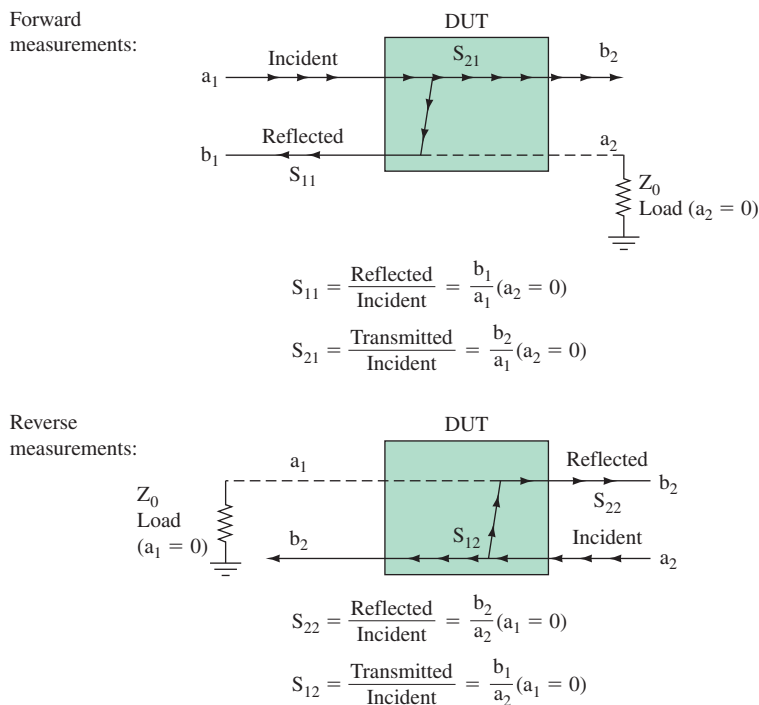 Forward
measurements:
DUT
Incident
S₂₁
b₂
a₁
Reflected
b₁
S₁₁
a₂
Z₀
Load (a₂ = 0)
S₁₁ = Reflected/Incident = b₁/a₁ (a₂ = 0)
S₂₁ = Transmitted/Incident = b₂/a₁ (a₂ = 0)
Reverse
measurements:
DUT
a₁
Reflected
b₂
S₂₂
Z₀
Load
(a₁ = 0)
b₂
S₁₂
Incident
a₂
S₂₂ = Reflected/Incident = b₂/a₂ (a₁ = 0)
S₁₂ = Transmitted/Incident = b₁/a₂ (a₁ = 0)